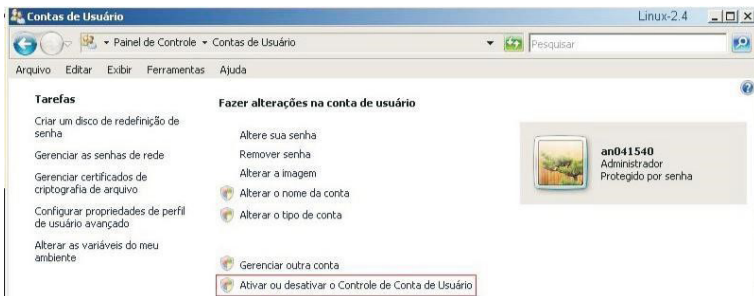 Contas de Usuário
Linux-2.4
Painel de Controle
Contas de Usuário
Pesquisar
Arquivo Editar Exibir Ferramentas Ajuda
Tarefas
Criar um disco de redefinição de
senha
Gerenciar as senhas de rede
Gerenciar certificados de
criptografia de arquivo
Configurar propriedades de perfil
de usuário avançado
Alterar as variáveis do meu
ambiente
Fazer alterações na conta de usuário
Altere sua senha
Remover senha
Alterar a imagem
Alterar o nome da conta
Alterar o tipo de conta
Gerenciar outra conta
Ativar ou desativar o Controle de Conta de Usuário
an041540
Administrador
Protegido por senha